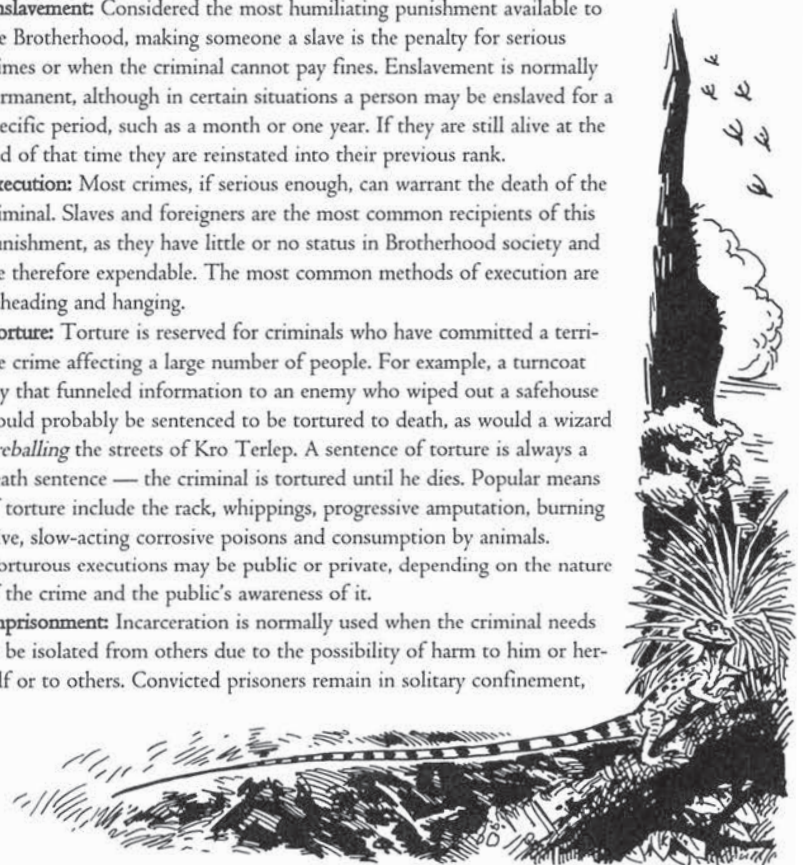 nslavement: Considered the most humiliating punishment available to
e Brotherhood, making someone a slave is the penalty for serious
imes or when the criminal cannot pay fines. Enslavement is normally
rmanent, although in certain situations a person may be enslaved for a
ecific period, such as a month or one year. If they are still alive at the
d of that time they are reinstated into their previous rank.
xecution: Most crimes, if serious enough, can warrant the death of the
iminal. Slaves and foreigners are the most common recipients of this
unishment, as they have little or no status in Brotherhood society and
e therefore expendable. The most common methods of execution are
heading and hanging.
orture: Torture is reserved for criminals who have committed a terri-
e crime affecting a large number of people. For example, a turncoat
y that funneled information to an enemy who wiped out a safehouse
ould probably be sentenced to be tortured to death, as would a wizard
reballing the streets of Kro Terlep. A sentence of torture is always a
ath sentence — the criminal is tortured until he dies. Popular means
f torture include the rack, whippings, progressive amputation, burning
ive, slow-acting corrosive poisons and consumption by animals.
orturous executions may be public or private, depending on the nature
f the crime and the public's awareness of it.
mprisonment: Incarceration is normally used when the criminal needs
be isolated from others due to the possibility of harm to him or her-
lf or to others. Convicted prisoners remain in solitary confinement,